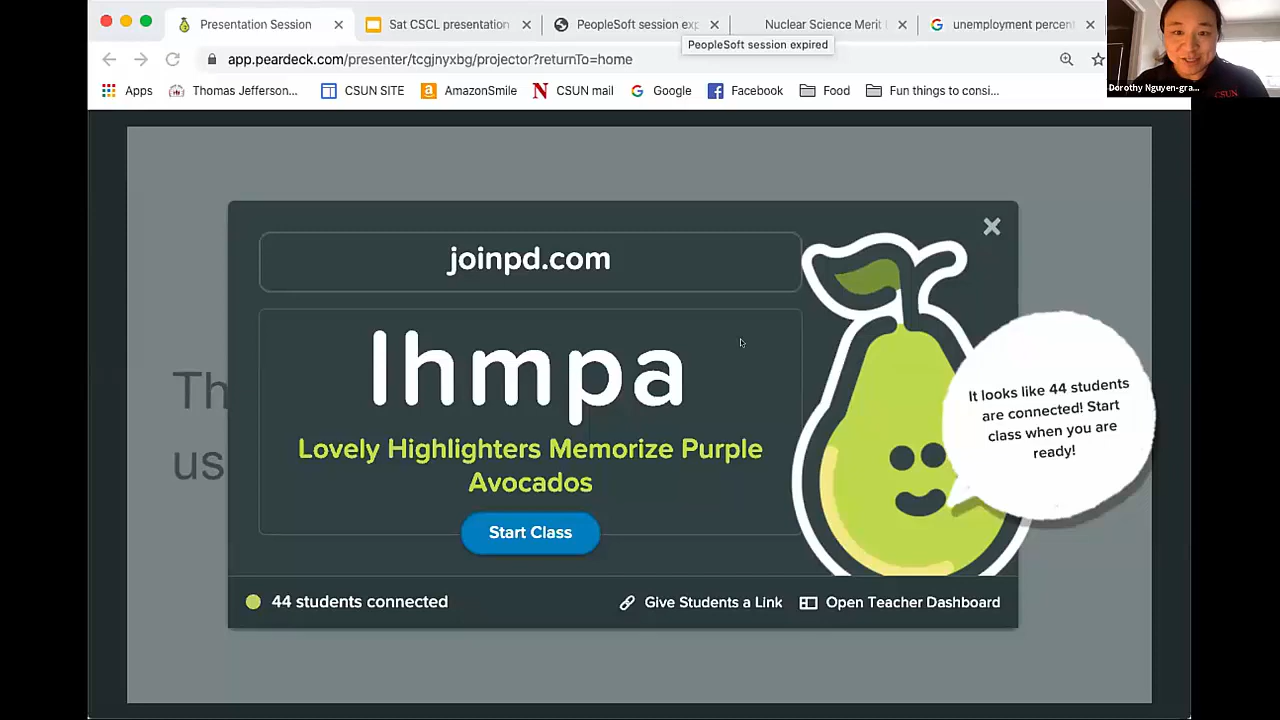 Presentation Session
Sat CSCL presentation
PeopleSoft session exp
Nuclear Science Merit
unemployment percent
PeopleSoft session expired
app.peardeck.com/presenter/tcgjnyxbg/projector?returnTo=home
Apps
Thomas Jefferson...
CSUN SITE
AmazonSmile
CSUN mail
Google
Facebook
Food
Fun things to consi...
CSUN
Dorothy Nguyen-gra...
joinpd.com
lhmpa
Lovely Highlighters Memorize Purple
Avocados
Start Class
It looks like 44 students
are connected! Start
class when you are
ready!
Th
us
44 students connected
Give Students a Link
Open Teacher Dashboard